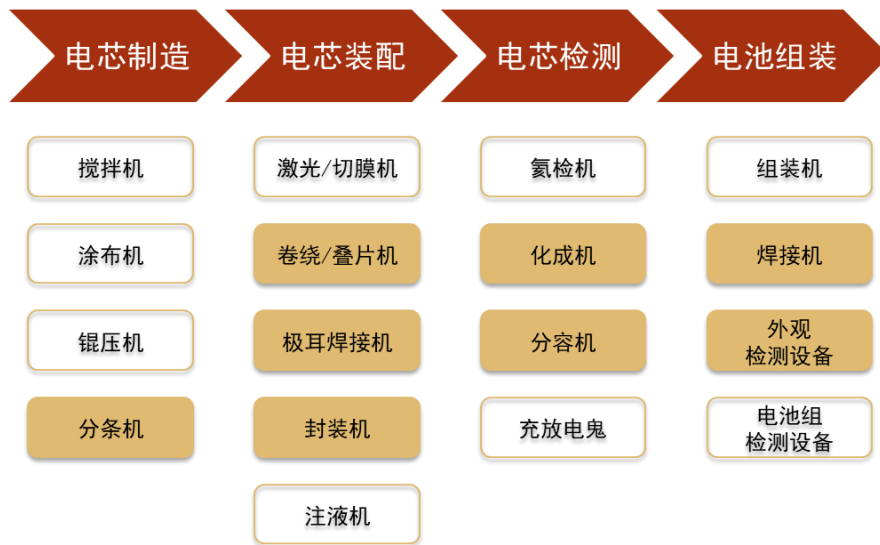 电芯制造
电芯装配
电芯检测
电池组装
搅拌机
激光/切膜机
氦检机
组装机
涂布机
卷绕/叠片机
化成机
焊接机
锟压机
极耳焊接机
分容机
外观
检测设备
分条机
封装机
充放电鬼
电池组
检测设备
注液机